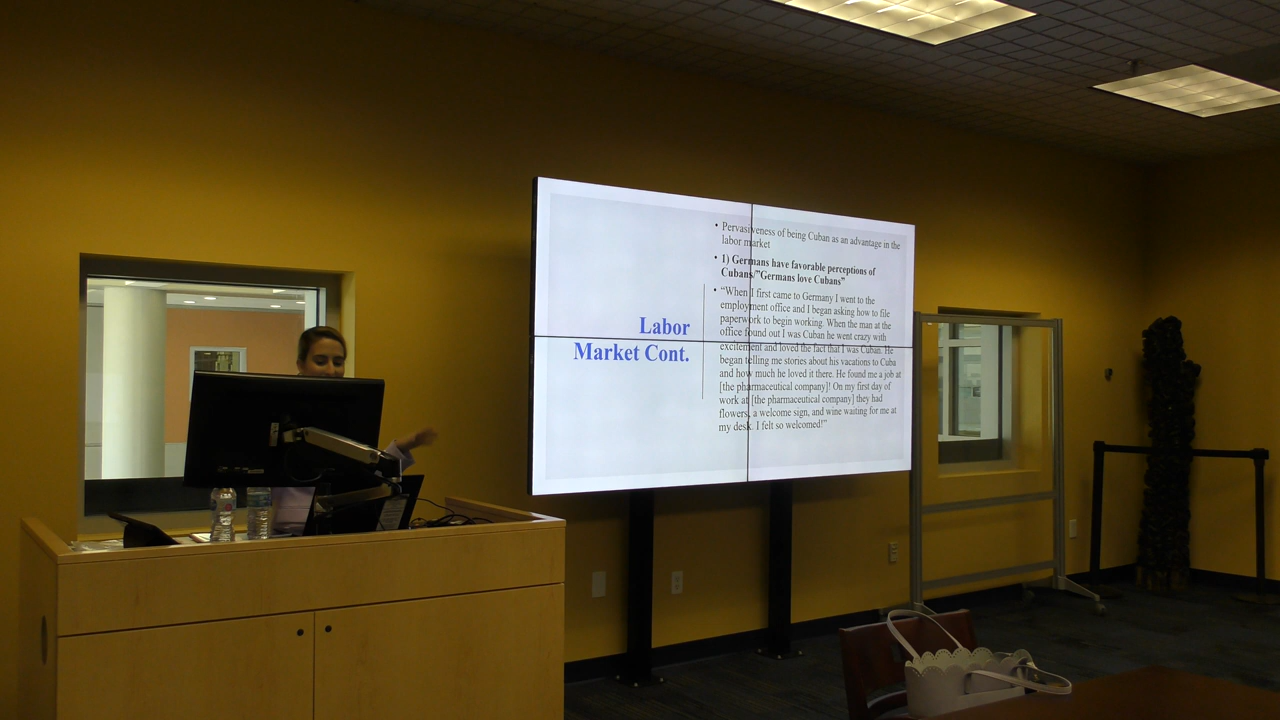 Labor
Market Cont.
• Pervasiveness of being Cuban as an advantage in the
labor market
• 1) Germans have favorable perceptions of
Cubans/"Germans love Cubans"
• "When I first came to Germany I went to the
employment office and I began asking how to file
paperwork to begin working. When the man at the
office found out I was Cuban he went crazy with
excitement and loved the fact that I was Cuban. He
began telling me stories about his vacations to Cuba
and how much he loved it there. He found me a job at
[the pharmaceutical company]! On my first day of
work at [the pharmaceutical company] they had
flowers, a welcome sign, and wine waiting for me at
my desk. I felt so welcomed!"